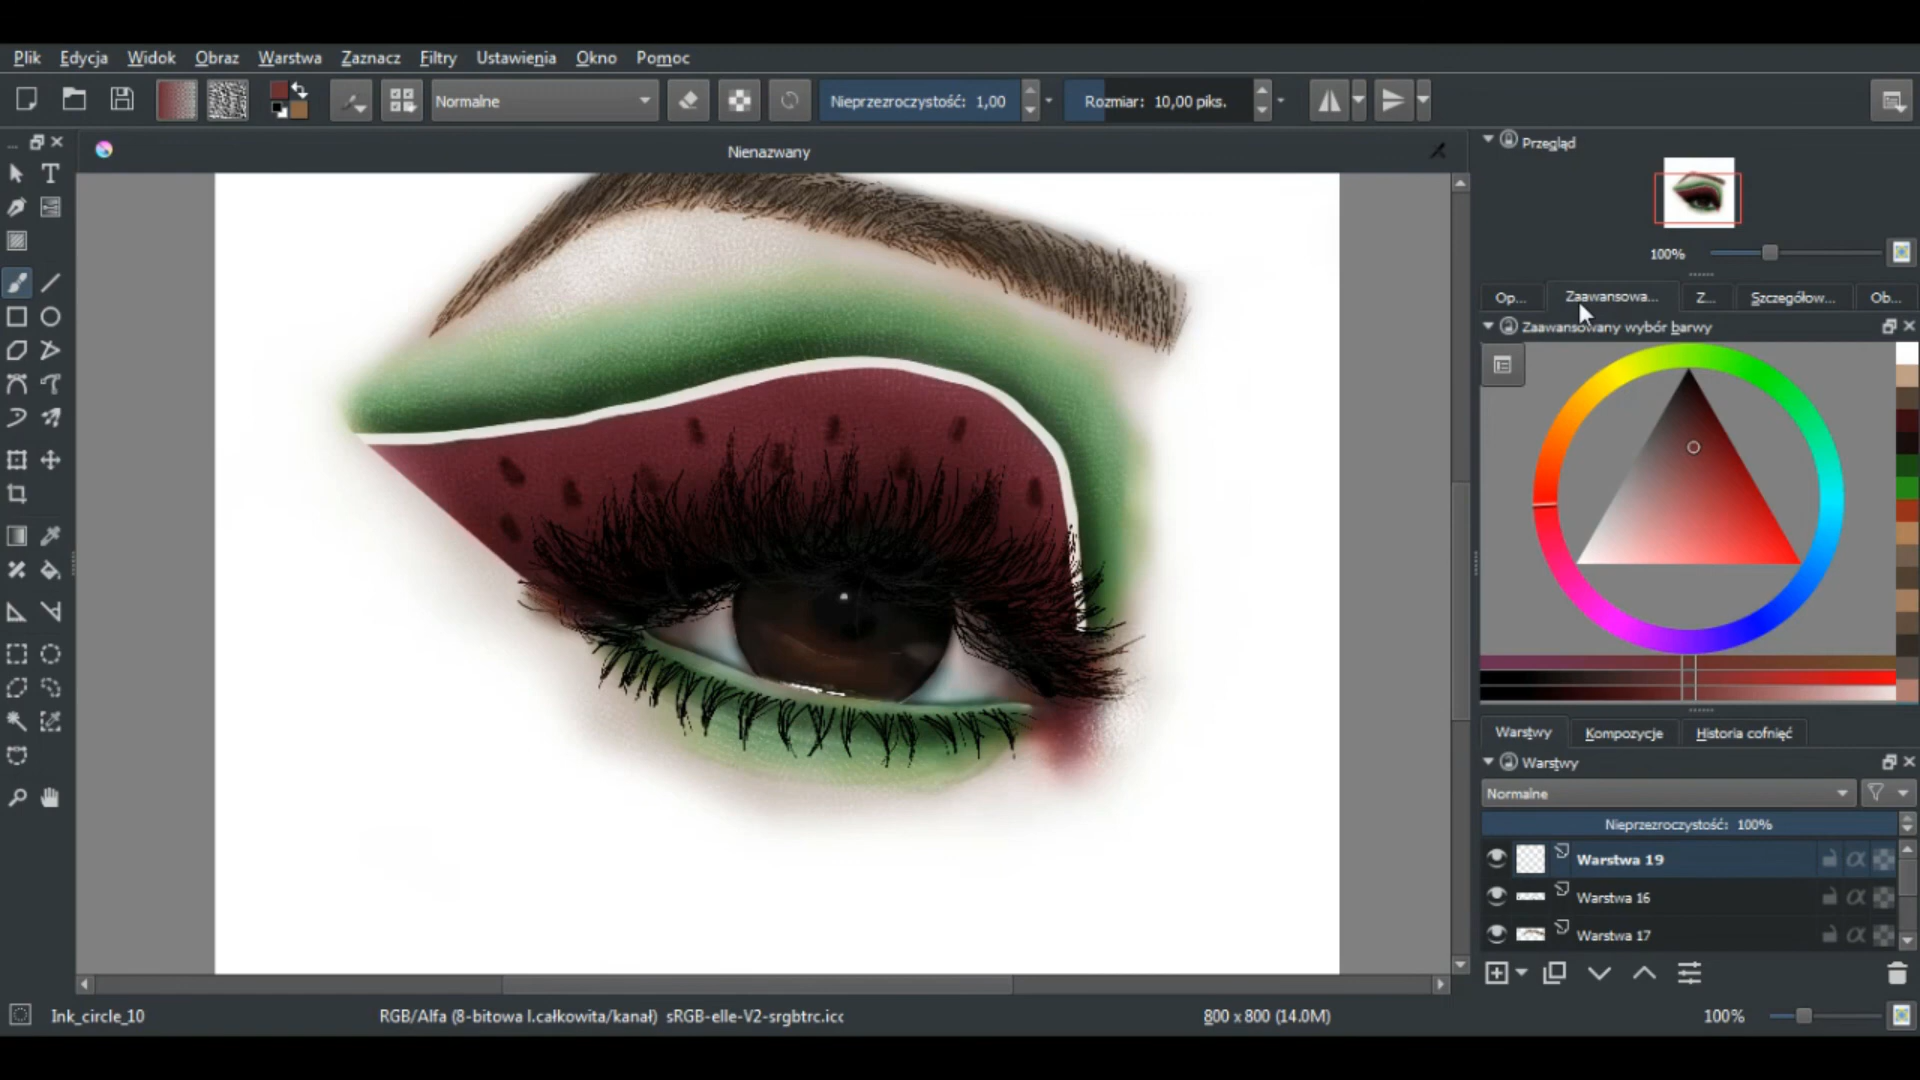 Plik Edycja Widok Obraz Warstwa Zaznacz Filtry Ustawienia Okno Pomoc
Normalne Nieprzezroczystość: 1,00 Rozmiar: 10,00 piks.
Nienazwany
Przegląd
100%
Op... Zaawansowa... Z... Szczegółow... Ob...
Zaawansowany wybór barwy
Warstwy Kompozycje Historia cofnięć
Warstwy
Normalne
Nieprzezroczystość: 100%
Warstwa 19
Warstwa 16
Warstwa 17
Ink_circle_10 RGB/Alfa (8-bitowa l.całkowita/kanał) sRGB-elle-V2-srgbtrc.icc 800 x 800 (14.0M) 100%